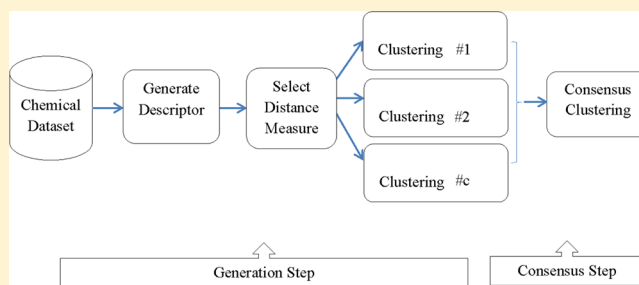 Chemical
Dataset
Generate
Descriptor
Select
Distance
Measure
Clustering #1
Clustering #2
Clustering #c
Consensus
Clustering
Generation Step
Consensus Step